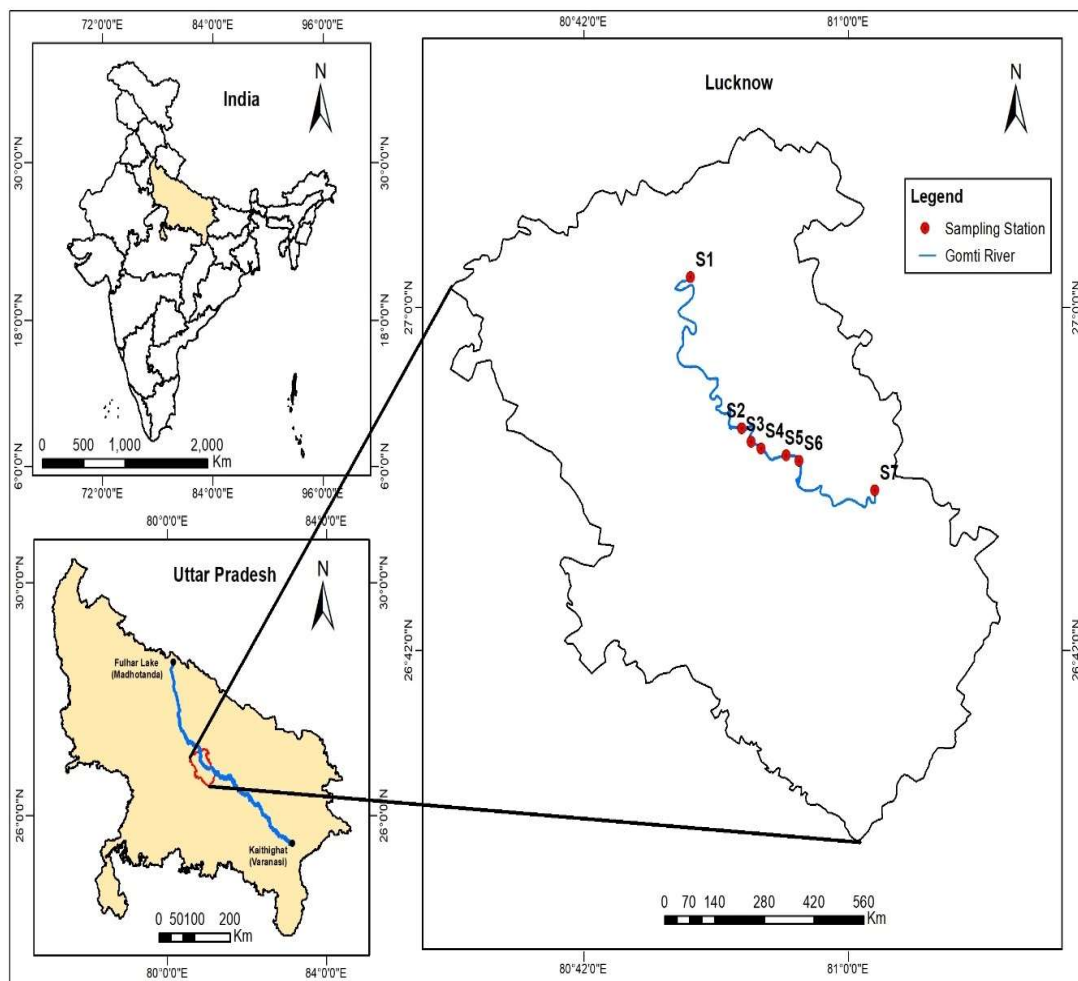 72°0'0"E 84°0'0"E 96°0'0"E
India
N
30°0'0"N
18°0'0"N
6°0'0"N
30°0'0"N
18°0'0"N
6°0'0"N
0 500 1,000 2,000
Km
72°0'0"E 84°0'0"E 96°0'0"E
80°0'0"E 84°0'0"E
Uttar Pradesh
N
30°0'0"N
26°0'0"N
30°0'0"N
26°0'0"N
Fulhar Lake
(Madhotanda)
Kaithighat
(Varanasi)
0 50100 200
Km
80°0'0"E 84°0'0"E
80°42'0"E 81°0'0"E
Lucknow
N
Legend
Sampling Station
Gomti River
27°0'0"N
26°42'0"N
27°0'0"N
26°42'0"N
S1
S2
S3
S4
S5
S6
S7
0 70 140 280 420 560
Km
80°42'0"E 81°0'0"E